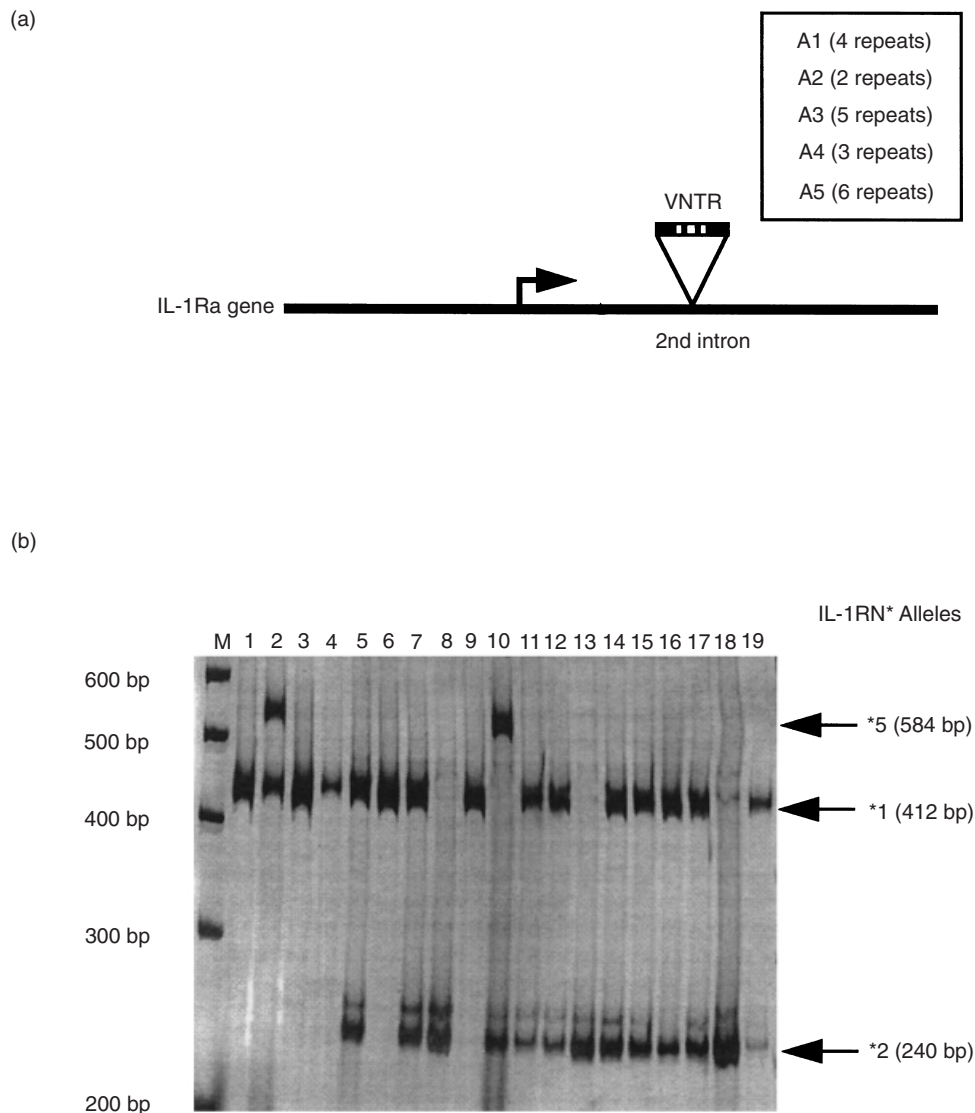 (a)
A1 (4 repeats)
A2 (2 repeats)
A3 (5 repeats)
A4 (3 repeats)
A5 (6 repeats)
VNTR
IL-1Ra gene
2nd intron
(b)
IL-1RN* Alleles
M 1 2 3 4 5 6 7 8 9 10 11 12 13 14 15 16 17 18 19
600 bp
*5 (584 bp)
500 bp
*1 (412 bp)
400 bp
300 bp
*2 (240 bp)
200 bp